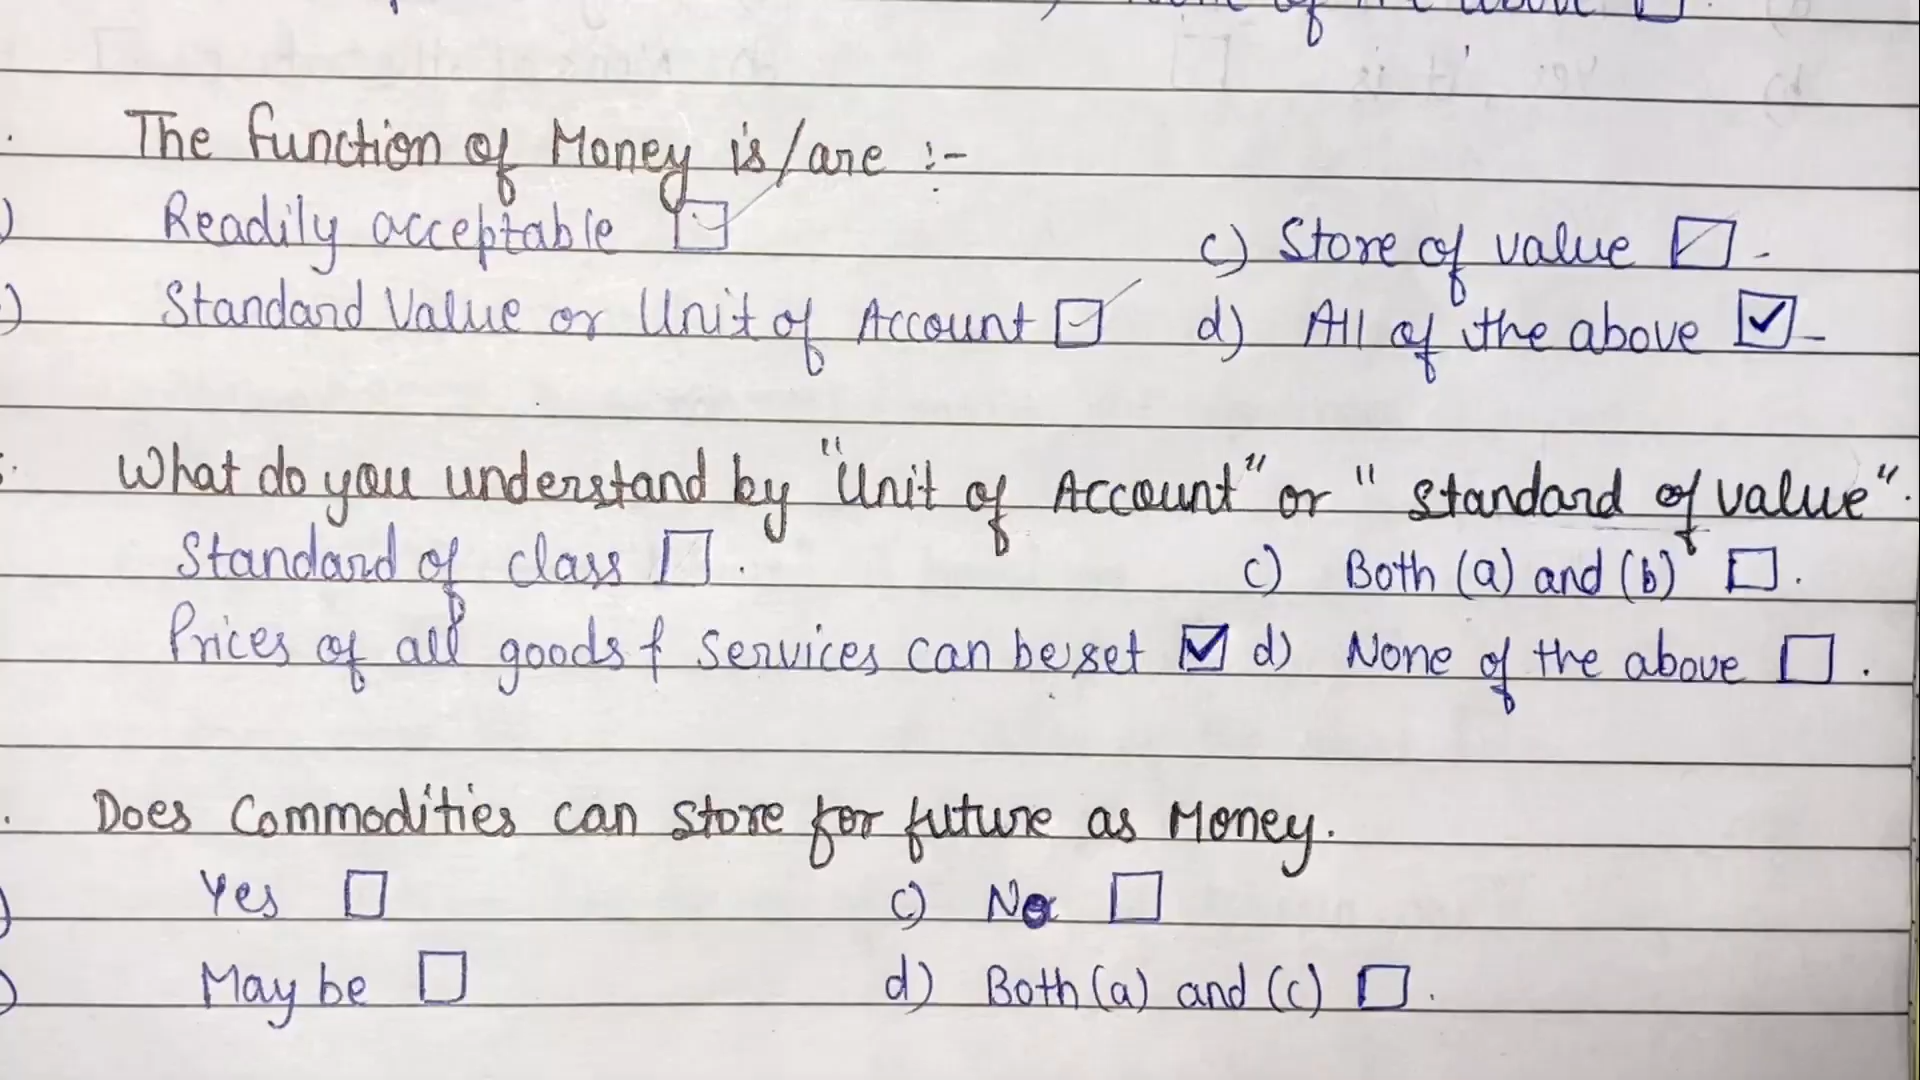 of the above
The function of Money is/are :-
) Readily acceptable ☑ c) Store of value ☑ -
) Standard Value or Unit of Account ☑ d) All of the above ☑ -
What do you understand by "Unit of Account" or "standard of value".
Standard of class ☐ . c) Both (a) and (b) ☐ .
Prices of all goods & services can be set ☑ d) None of the above ☐ .
. Does Commodities can store for future as Money.
) Yes ☐ c) No ☐
) May be ☐ d) Both (a) and (c) ☐ .